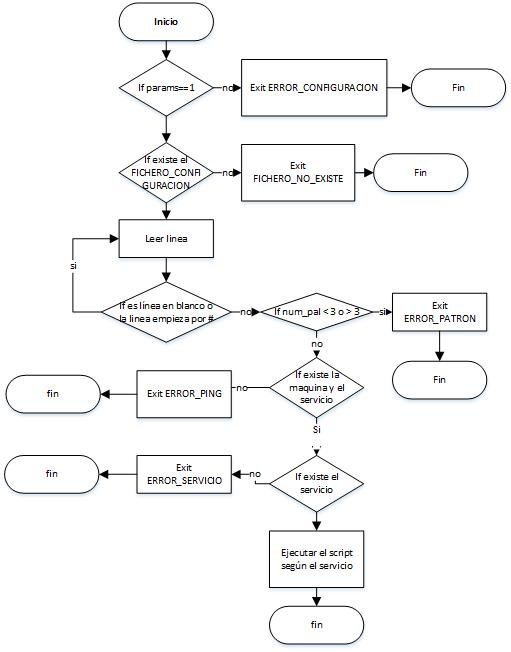 Inicio
If params==1
no
Exit ERROR_CONFIGURACION
Fin
If existe el
FICHERO_CONFI
GURACION
no
Exit
FICHERO_NO_EXISTE
Fin
Leer linea
si
If es línea en blanco o
la linea empieza por #
no
If num_pal < 3 o > 3
si
Exit
ERROR_PATRON
no
Fin
If existe la
maquina y el
servicio
no
Exit ERROR_PING
fin
Si
If existe el
servicio
no
Exit
ERROR_SERVICIO
fin
Ejecutar el script
según el servicio
fin